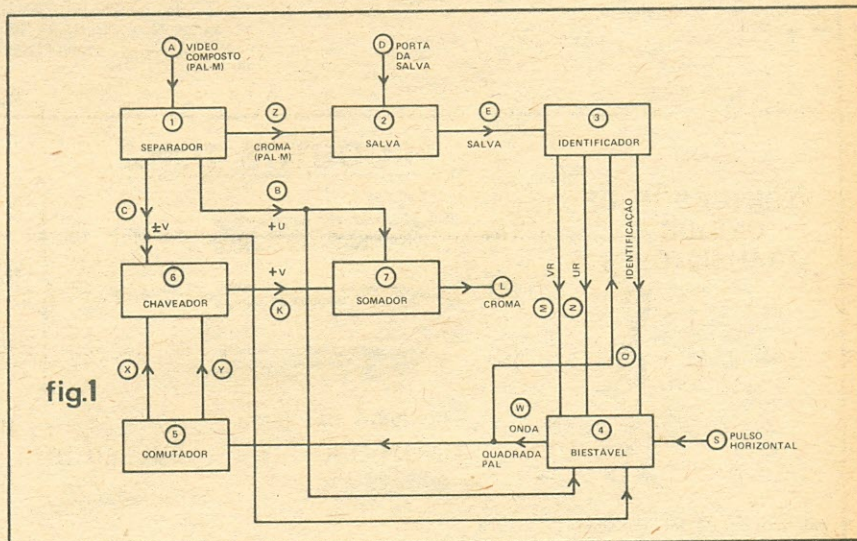 A VIDEO
COMPOSTO
(PAL-M)
D PORTA
DA
SALVA
1
SEPARADOR
Z
CROMA
(PAL-M)
2
SALVA
E
SALVA
3
IDENTIFICADOR
C
±V
B
+U
6
CHAVEADOR
+V
K
7
SOMADOR
L
CROMA
VR
M
UR
N
Q
IDENTIFICAÇÃO
X
Y
fig.1
5
COMUTADOR
W
ONDA
QUADRADA
PAL
4
BIESTÁVEL
S PULSO
HORIZONTAL